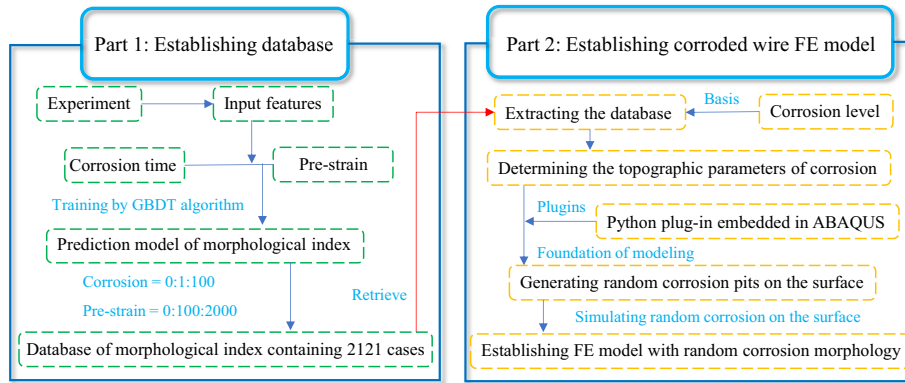 Part 1: Establishing database
Experiment
Input features
Corrosion time
Pre-strain
Training by GBDT algorithm
Prediction model of morphological index
Corrosion = 0:1:100
Pre-strain = 0:100:2000
Retrieve
Database of morphological index containing 2121 cases
Part 2: Establishing corroded wire FE model
Extracting the database
Basis
Corrosion level
Determining the topographic parameters of corrosion
Plugins
Python plug-in embedded in ABAQUS
Foundation of modeling
Generating random corrosion pits on the surface
Simulating random corrosion on the surface
Establishing FE model with random corrosion morphology